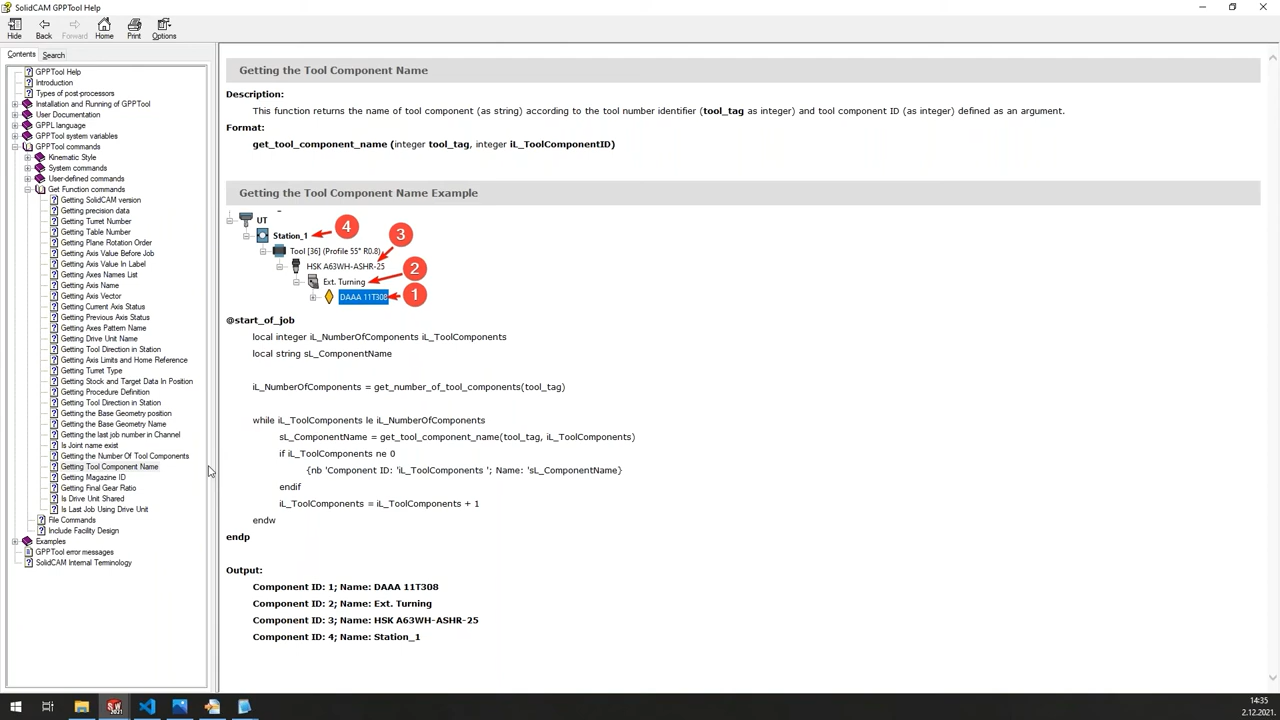 SolidCAM GPPTool Help
Hide Back Forward Home Print Options
Contents Search
GPPTool Help
Introduction
Types of post-processors
Installation and Running of GPPTool
User Documentation
GPPL language
GPPTool system variables
GPPTool commands
Kinematic Style
System commands
User-defined commands
Get Function commands
Getting SolidCAM version
Getting precision data
Getting Turret Number
Getting Table Number
Getting Plane Rotation Order
Getting Axis Value Before Job
Getting Axis Value In Label
Getting Axes Names List
Getting Axis Name
Getting Axis Vector
Getting Current Axis Status
Getting Previous Axis Status
Getting Axes Pattern Name
Getting Drive Unit Name
Getting Tool Direction in Station
Getting Axis Limits and Home Reference
Getting Turret Type
Getting Stock and Target Data In Position
Getting Procedure Definition
Getting Tool Direction in Station
Getting the Base Geometry position
Getting the Base Geometry Name
Getting the last job number in Channel
Is Joint name exist
Getting the Number Of Tool Components
Getting Tool Component Name
Getting Magazine ID
Getting Final Gear Ratio
Is Drive Unit Shared
Is Last Job Using Drive Unit
File Commands
Include Facility Design
Examples
GPPTool error messages
SolidCAM Internal Terminology
Getting the Tool Component Name
Description:
This function returns the name of tool component (as string) according to the tool number identifier (tool_tag as integer) and tool component ID (as integer) defined as an argument.
Format:
get_tool_component_name (integer tool_tag, integer iL_ToolComponentID)
Getting the Tool Component Name Example
UT
Station_1 4
Tool [36] (Profile 55° R0.8) 3
HSK A63WH-ASHR-25
Ext. Turning 2
DAAA 11T308 1
@start_of_job
local integer iL_NumberOfComponents iL_ToolComponents
local string sL_ComponentName
iL_NumberOfComponents = get_number_of_tool_components(tool_tag)
while iL_ToolComponents le iL_NumberOfComponents
sL_ComponentName = get_tool_component_name(tool_tag, iL_ToolComponents)
if iL_ToolComponents ne 0
{nb 'Component ID: 'iL_ToolComponents '; Name: 'sL_ComponentName}
endif
iL_ToolComponents = iL_ToolComponents + 1
endw
endp
Output:
Component ID: 1; Name: DAAA 11T308
Component ID: 2; Name: Ext. Turning
Component ID: 3; Name: HSK A63WH-ASHR-25
Component ID: 4; Name: Station_1
14:35
2.12.2021.